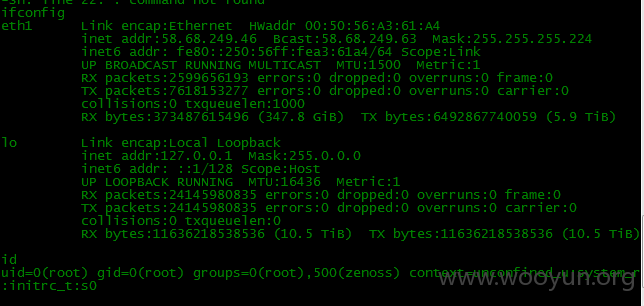 -sh: line 22: : command not found
ifconfig
eth1      Link encap:Ethernet  HWaddr 00:50:56:A3:61:A4
          inet addr:58.68.249.46  Bcast:58.68.249.63  Mask:255.255.255.224
          inet6 addr: fe80::250:56ff:fea3:61a4/64 Scope:Link
          UP BROADCAST RUNNING MULTICAST  MTU:1500  Metric:1
          RX packets:2599656193 errors:0 dropped:0 overruns:0 frame:0
          TX packets:7618153277 errors:0 dropped:0 overruns:0 carrier:0
          collisions:0 txqueuelen:1000
          RX bytes:373487615496 (347.8 GiB)  TX bytes:6492867740059 (5.9 TiB)
lo        Link encap:Local Loopback
          inet addr:127.0.0.1  Mask:255.0.0.0
          inet6 addr: ::1/128 Scope:Host
          UP LOOPBACK RUNNING  MTU:16436  Metric:1
          RX packets:24145980835 errors:0 dropped:0 overruns:0 frame:0
          TX packets:24145980835 errors:0 dropped:0 overruns:0 carrier:0
          collisions:0 txqueuelen:0
          RX bytes:11636218538536 (10.5 TiB)  TX bytes:11636218538536 (10.5 TiB)
id
uid=0(root) gid=0(root) groups=0(root),500(zenoss) context=unconfined_u:system_r
:initrc_t:s0
www.wooyun.org